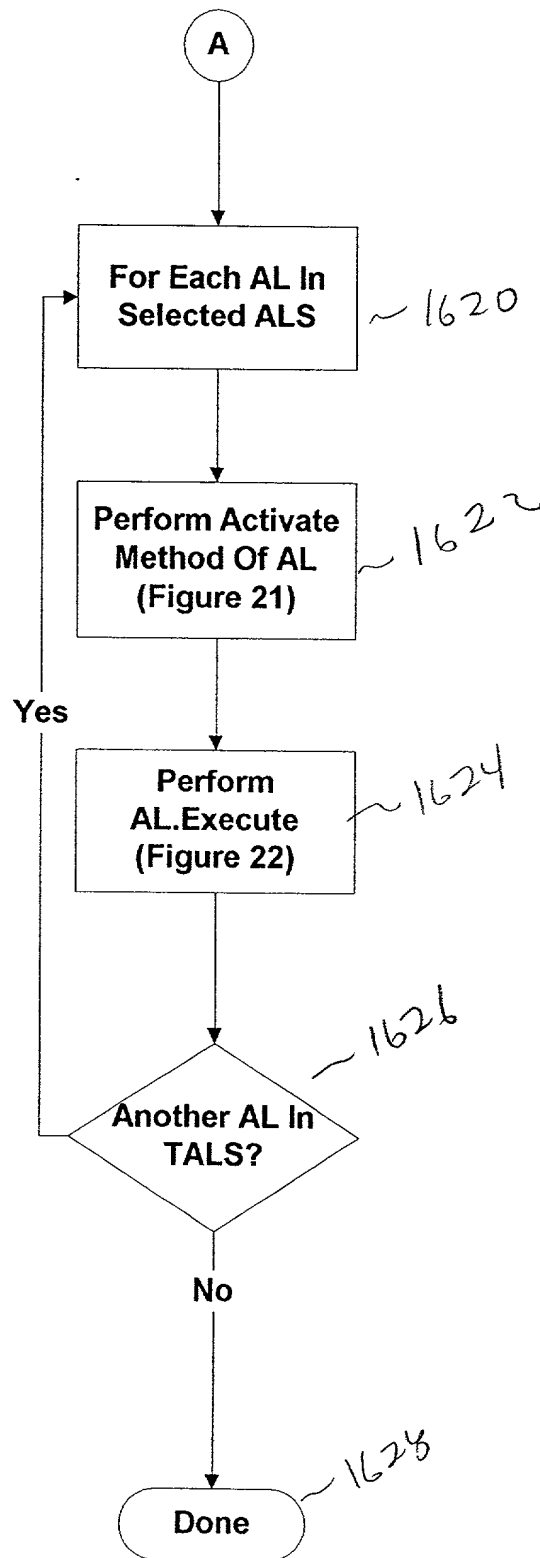 A
For Each AL In
Selected ALS
1620
Perform Activate
Method Of AL
(Figure 21)
1622
Yes
Perform
AL.Execute
(Figure 22)
1624
1626
Another AL In
TALS?
No
1628
Done